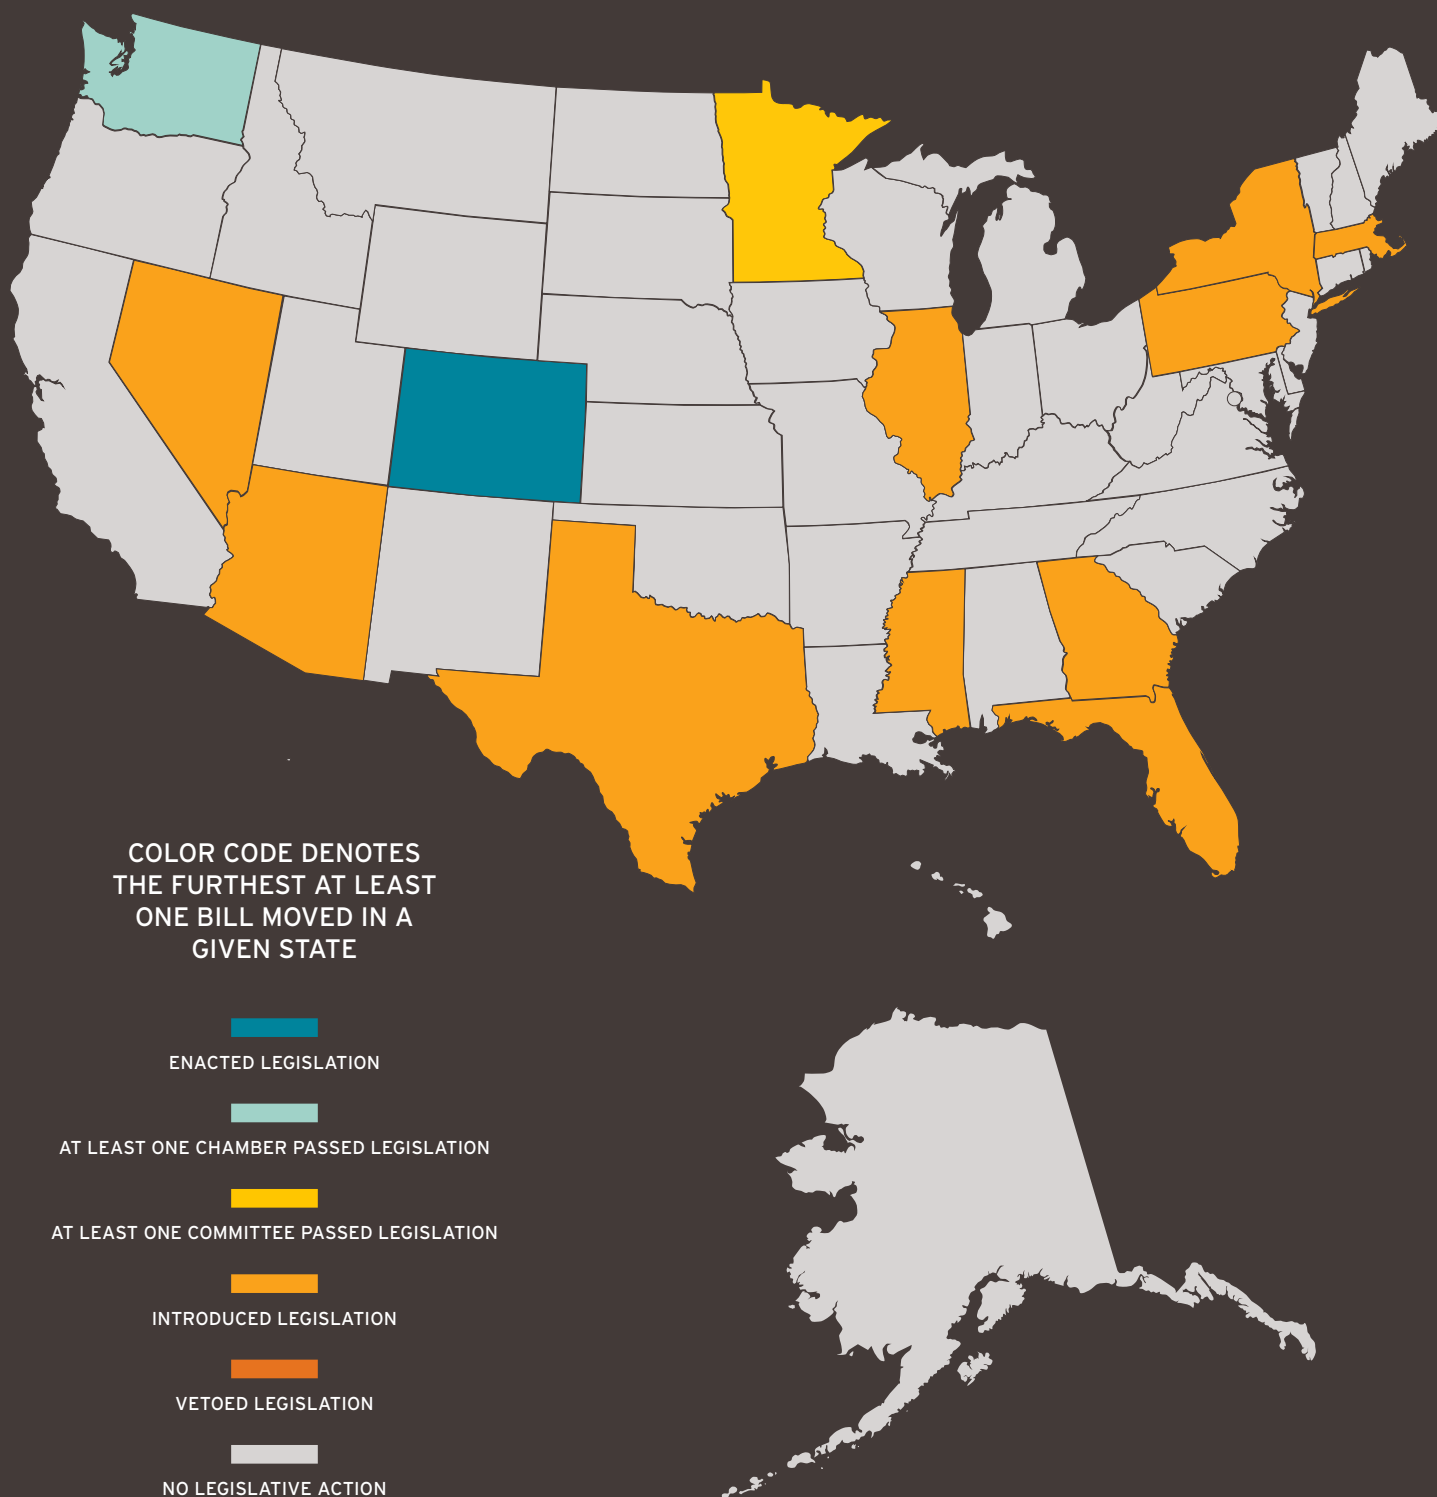 COLOR CODE DENOTES
THE FURTHEST AT LEAST
ONE BILL MOVED IN A
GIVEN STATE
ENACTED LEGISLATION
AT LEAST ONE CHAMBER PASSED LEGISLATION
AT LEAST ONE COMMITTEE PASSED LEGISLATION
INTRODUCED LEGISLATION
VETOED LEGISLATION
NO LEGISLATIVE ACTION